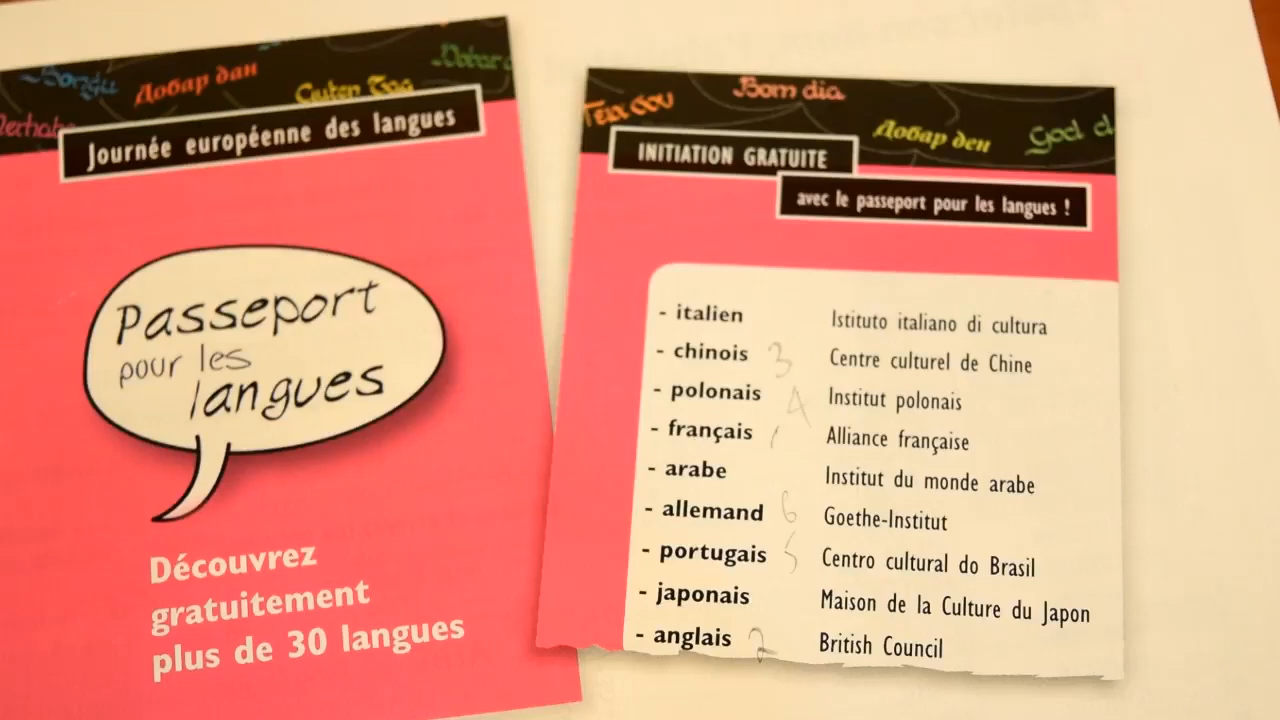 Добар дан
Guten Tag
Journée européenne des langues
Passeport
pour les
langues
Découvrez
gratuitement
plus de 30 langues
Γεια σου
Bom dia
Добар ден
INITIATION GRATUITE
avec le passeport pour les langues !
- italien Istituto italiano di cultura
- chinois 3 Centre culturel de Chine
- polonais 4 Institut polonais
- français 1 Alliance française
- arabe Institut du monde arabe
- allemand 6 Goethe-Institut
- portugais 5 Centro cultural do Brasil
- japonais Maison de la Culture du Japon
- anglais 2 British Council